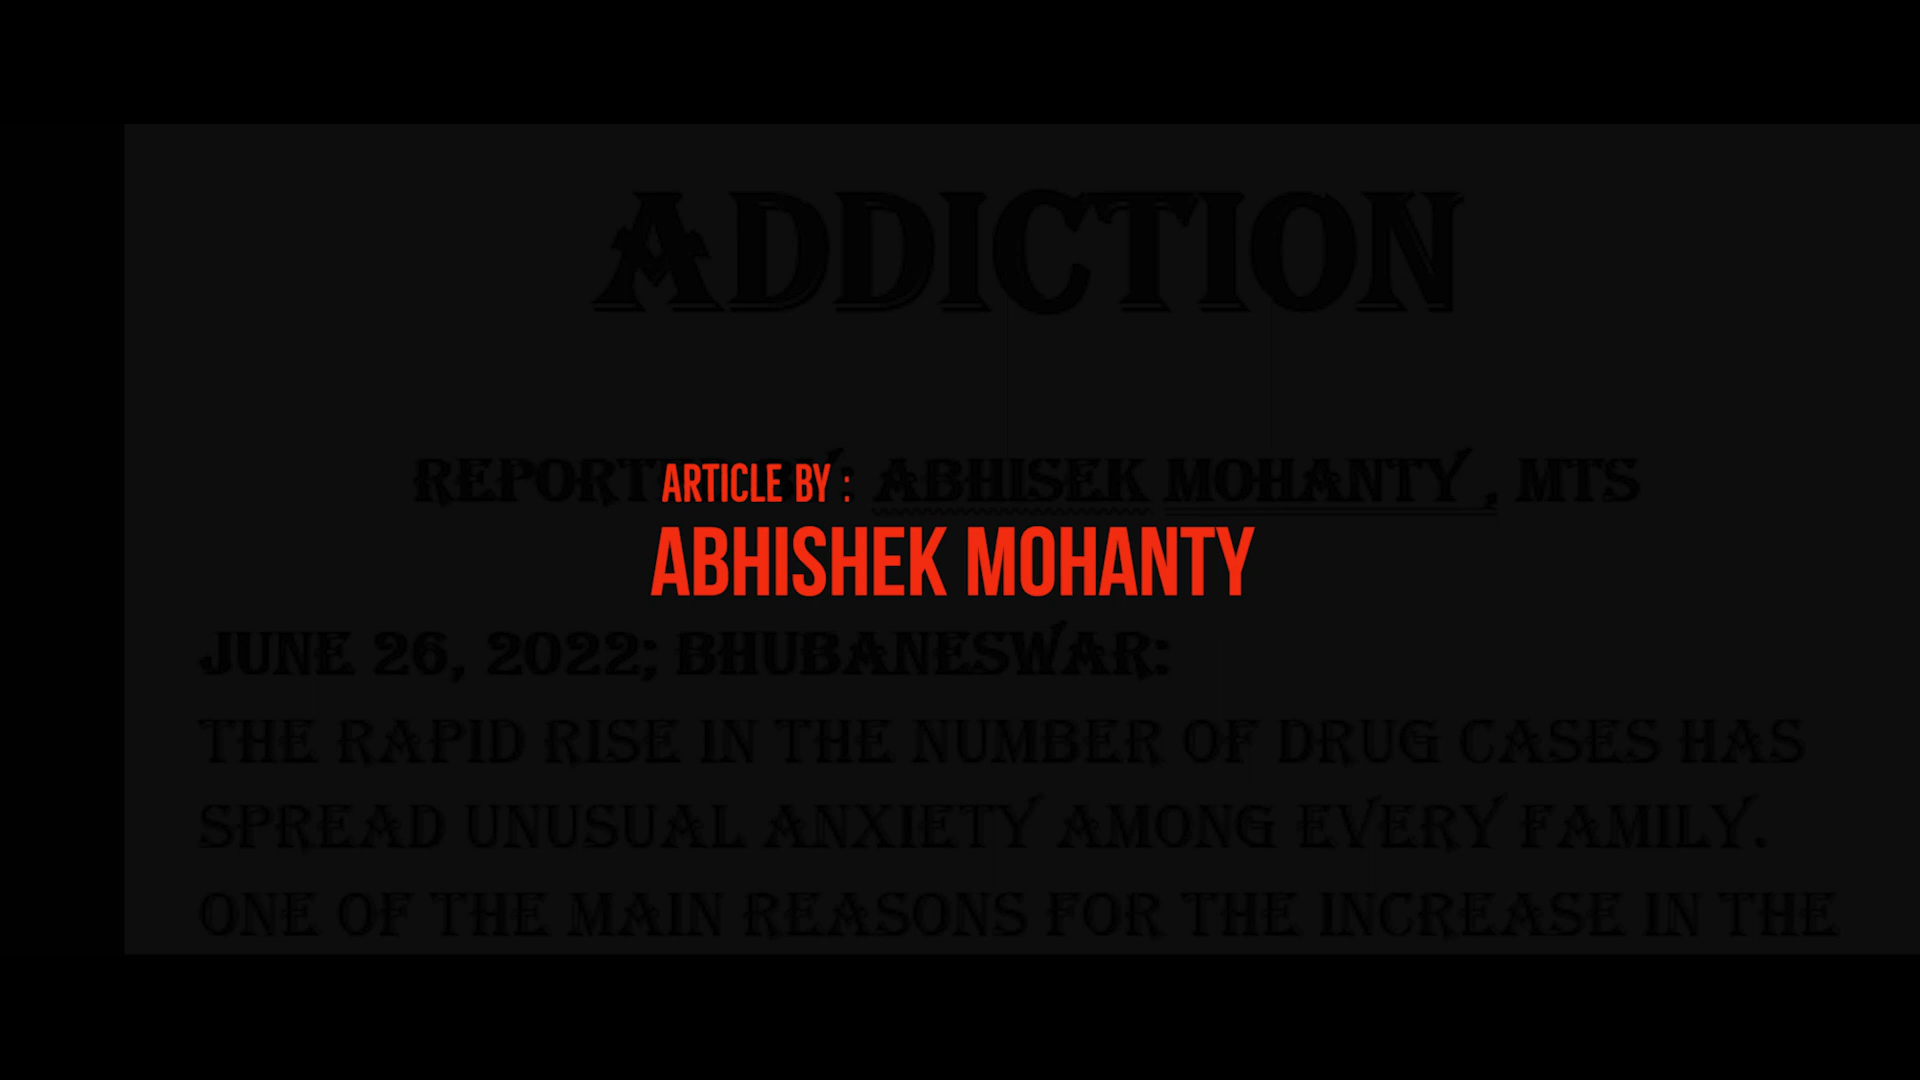 ADDICTION
REPORTED BY: ABHISEK MOHANTY , MTS
ARTICLE BY :
ABHISHEK MOHANTY
JUNE 26, 2022; BHUBANESWAR:
THE RAPID RISE IN THE NUMBER OF DRUG CASES HAS
SPREAD UNUSUAL ANXIETY AMONG EVERY FAMILY.
ONE OF THE MAIN REASONS FOR THE INCREASE IN THE